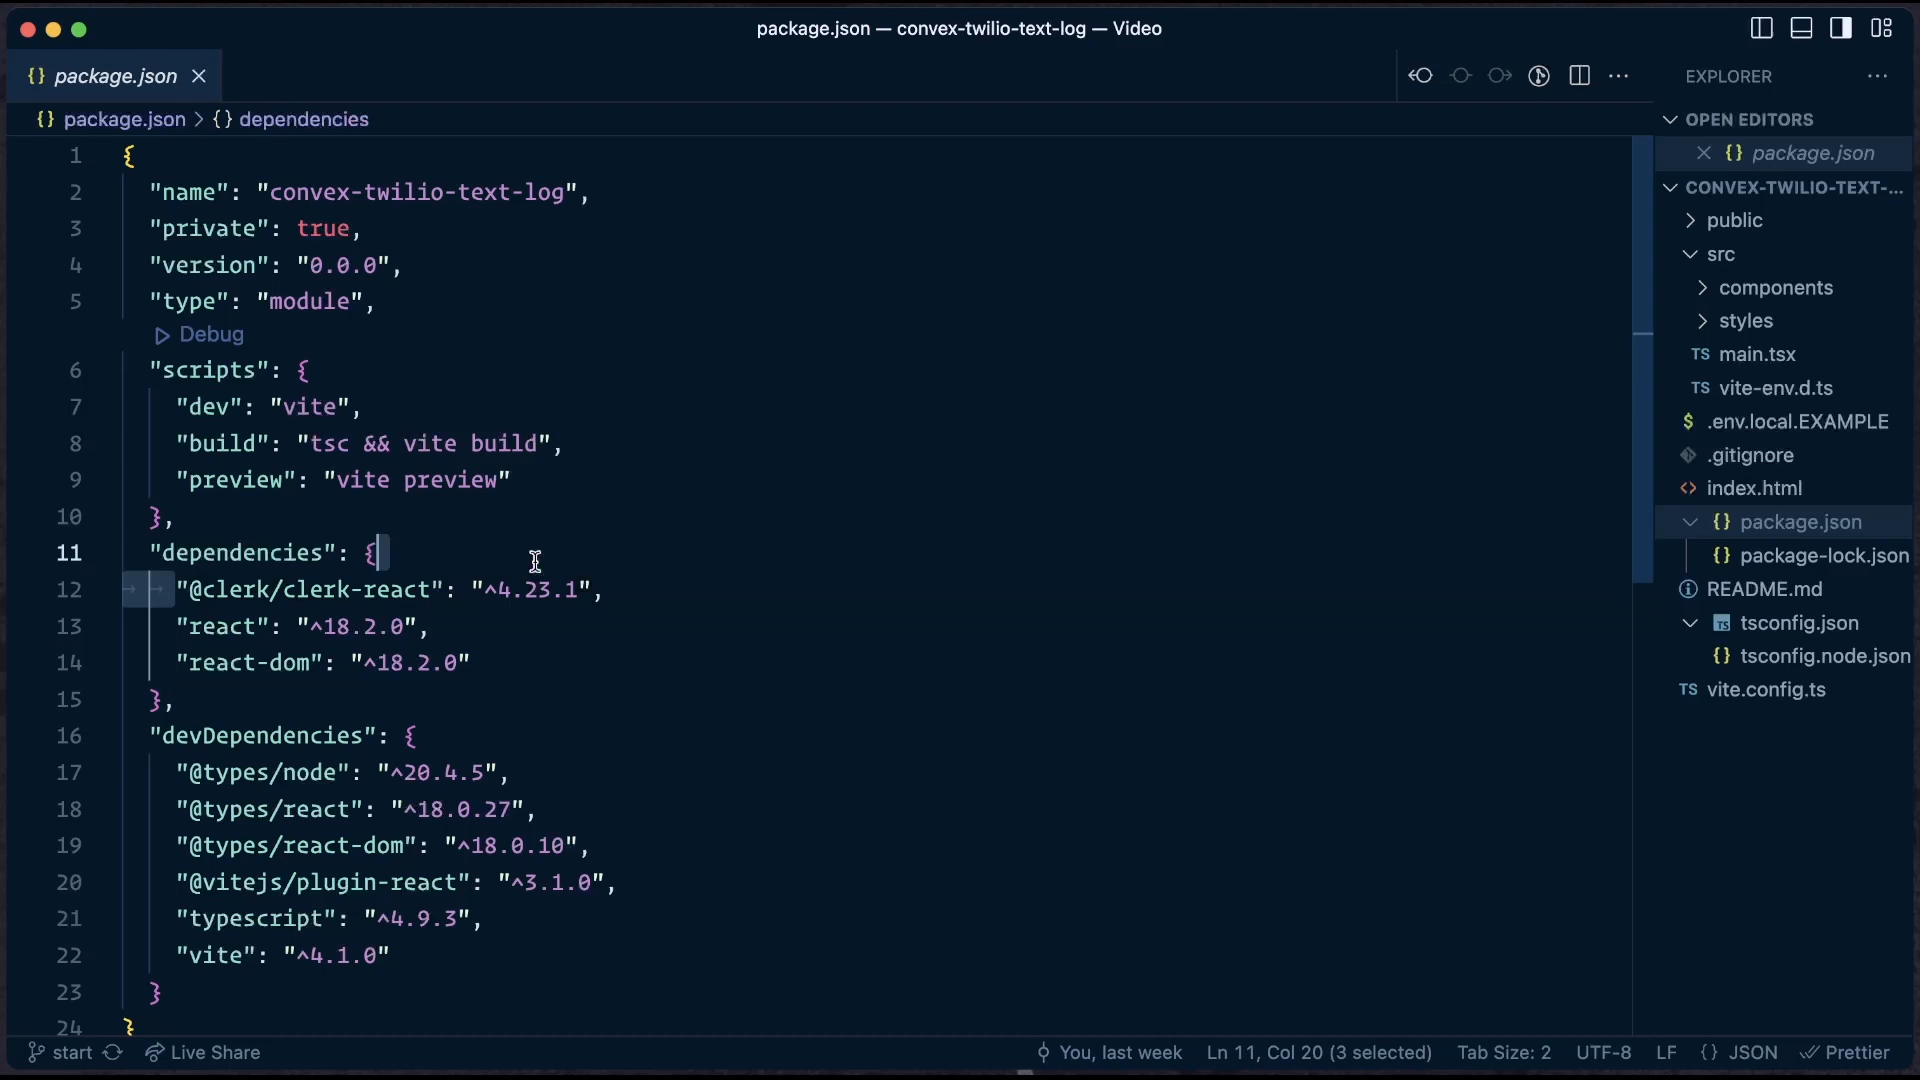 package.json — convex-twilio-text-log — Video
{} package.json
EXPLORER
{} package.json > {} dependencies
1 {
2 "name": "convex-twilio-text-log",
3 "private": true,
4 "version": "0.0.0",
5 "type": "module",
Debug
6 "scripts": {
7 "dev": "vite",
8 "build": "tsc && vite build",
9 "preview": "vite preview"
10 },
11 "dependencies": {
12 "@clerk/clerk-react": "^4.23.1",
13 "react": "^18.2.0",
14 "react-dom": "^18.2.0"
15 },
16 "devDependencies": {
17 "@types/node": "^20.4.5",
18 "@types/react": "^18.0.27",
19 "@types/react-dom": "^18.0.10",
20 "@vitejs/plugin-react": "^3.1.0",
21 "typescript": "^4.9.3",
22 "vite": "^4.1.0"
23 }
24 }
OPEN EDITORS
{} package.json
CONVEX-TWILIO-TEXT-...
public
src
components
styles
TS main.tsx
TS vite-env.d.ts
$ .env.local.EXAMPLE
.gitignore
<> index.html
{} package.json
{} package-lock.json
README.md
TS tsconfig.json
{} tsconfig.node.json
TS vite.config.ts
start Live Share You, last week Ln 11, Col 20 (3 selected) Tab Size: 2 UTF-8 LF {} JSON Prettier